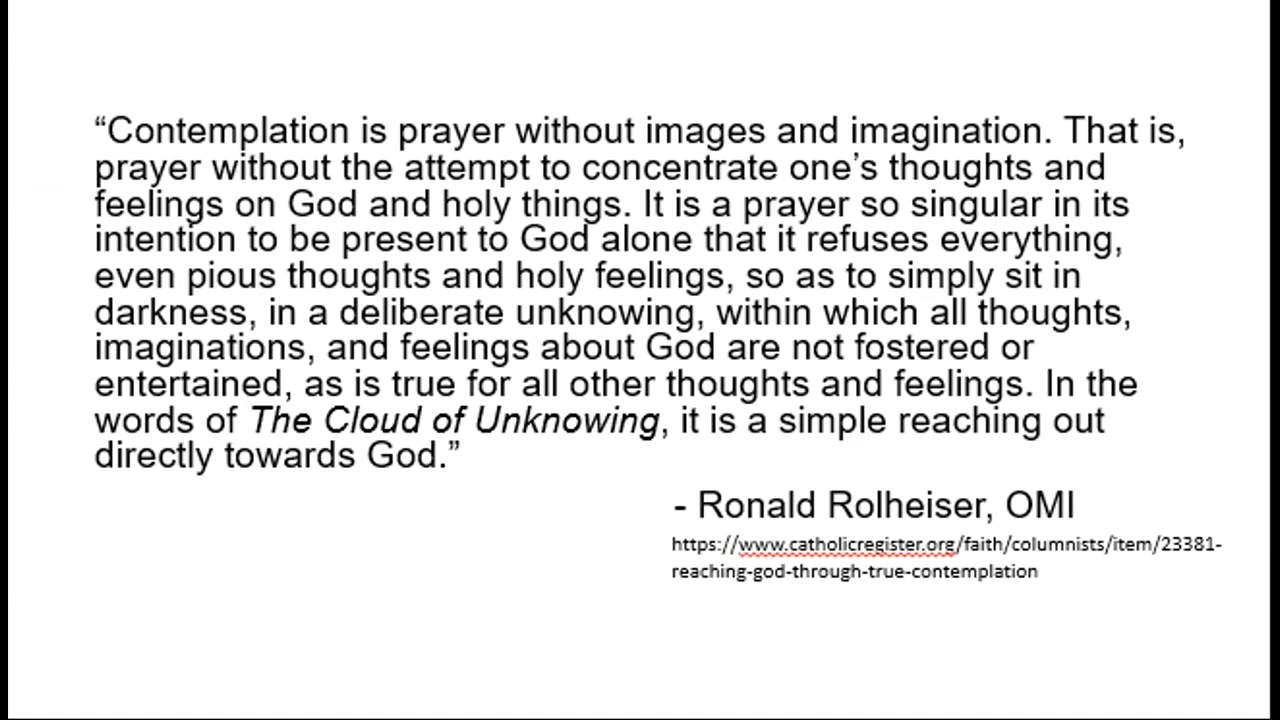 “Contemplation is prayer without images and imagination. That is,
prayer without the attempt to concentrate one’s thoughts and
feelings on God and holy things. It is a prayer so singular in its
intention to be present to God alone that it refuses everything,
even pious thoughts and holy feelings, so as to simply sit in
darkness, in a deliberate unknowing, within which all thoughts,
imaginations, and feelings about God are not fostered or
entertained, as is true for all other thoughts and feelings. In the
words of The Cloud of Unknowing, it is a simple reaching out
directly towards God.”
- Ronald Rolheiser, OMI
https://www.catholicregister.org/faith/columnists/item/23381-
reaching-god-through-true-contemplation